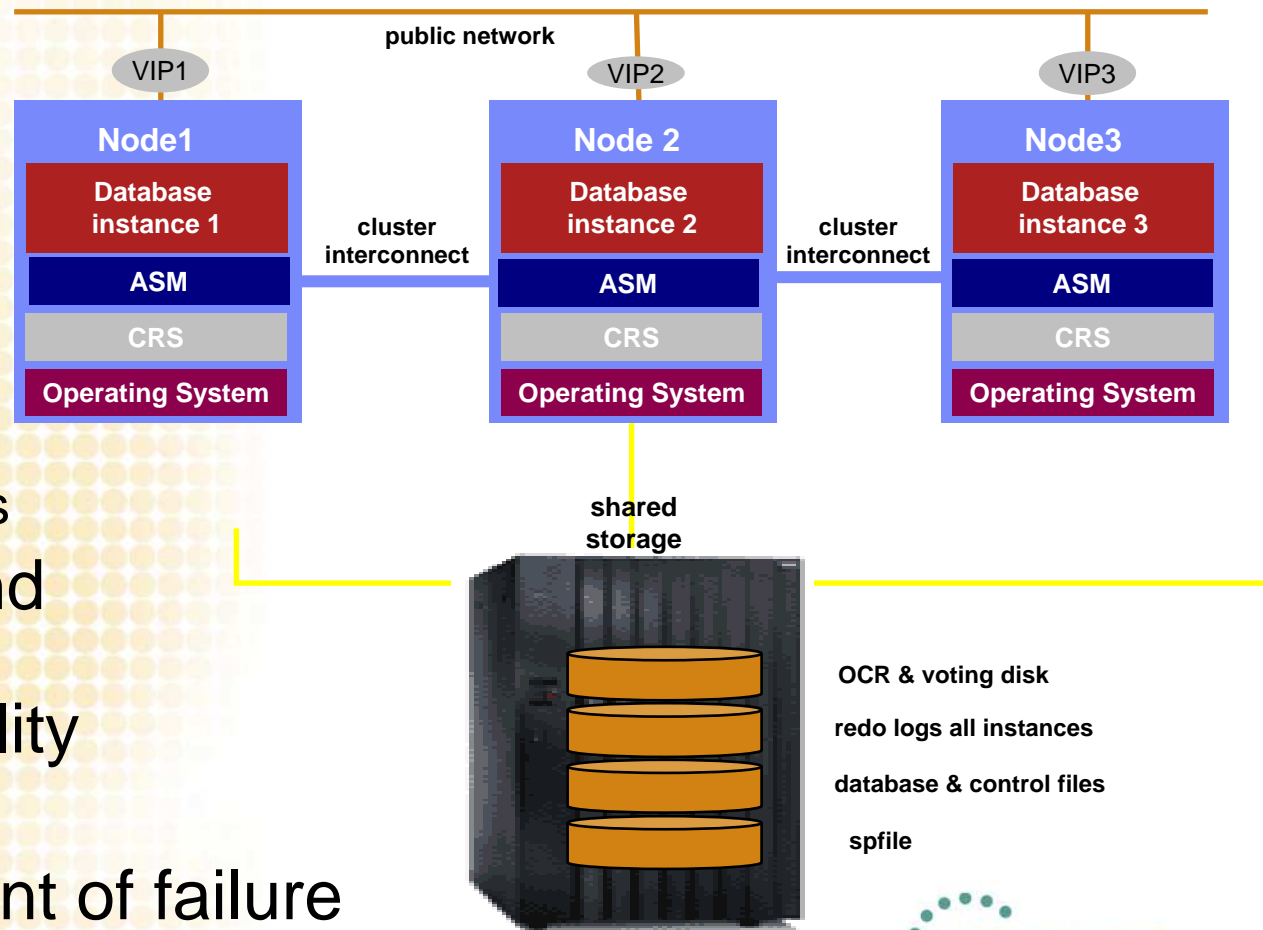 public network
VIP1
VIP2
VIP3
Node1
Node 2
Node3
Database
instance 1
Database
instance 2
Database
instance 3
cluster
interconnect
cluster
interconnect
ASM
ASM
ASM
CRS
CRS
CRS
Operating System
Operating System
Operating System
s
nd
lity
nt of failure
shared
storage
OCR & voting disk
redo logs all instances
database & control files
spfile